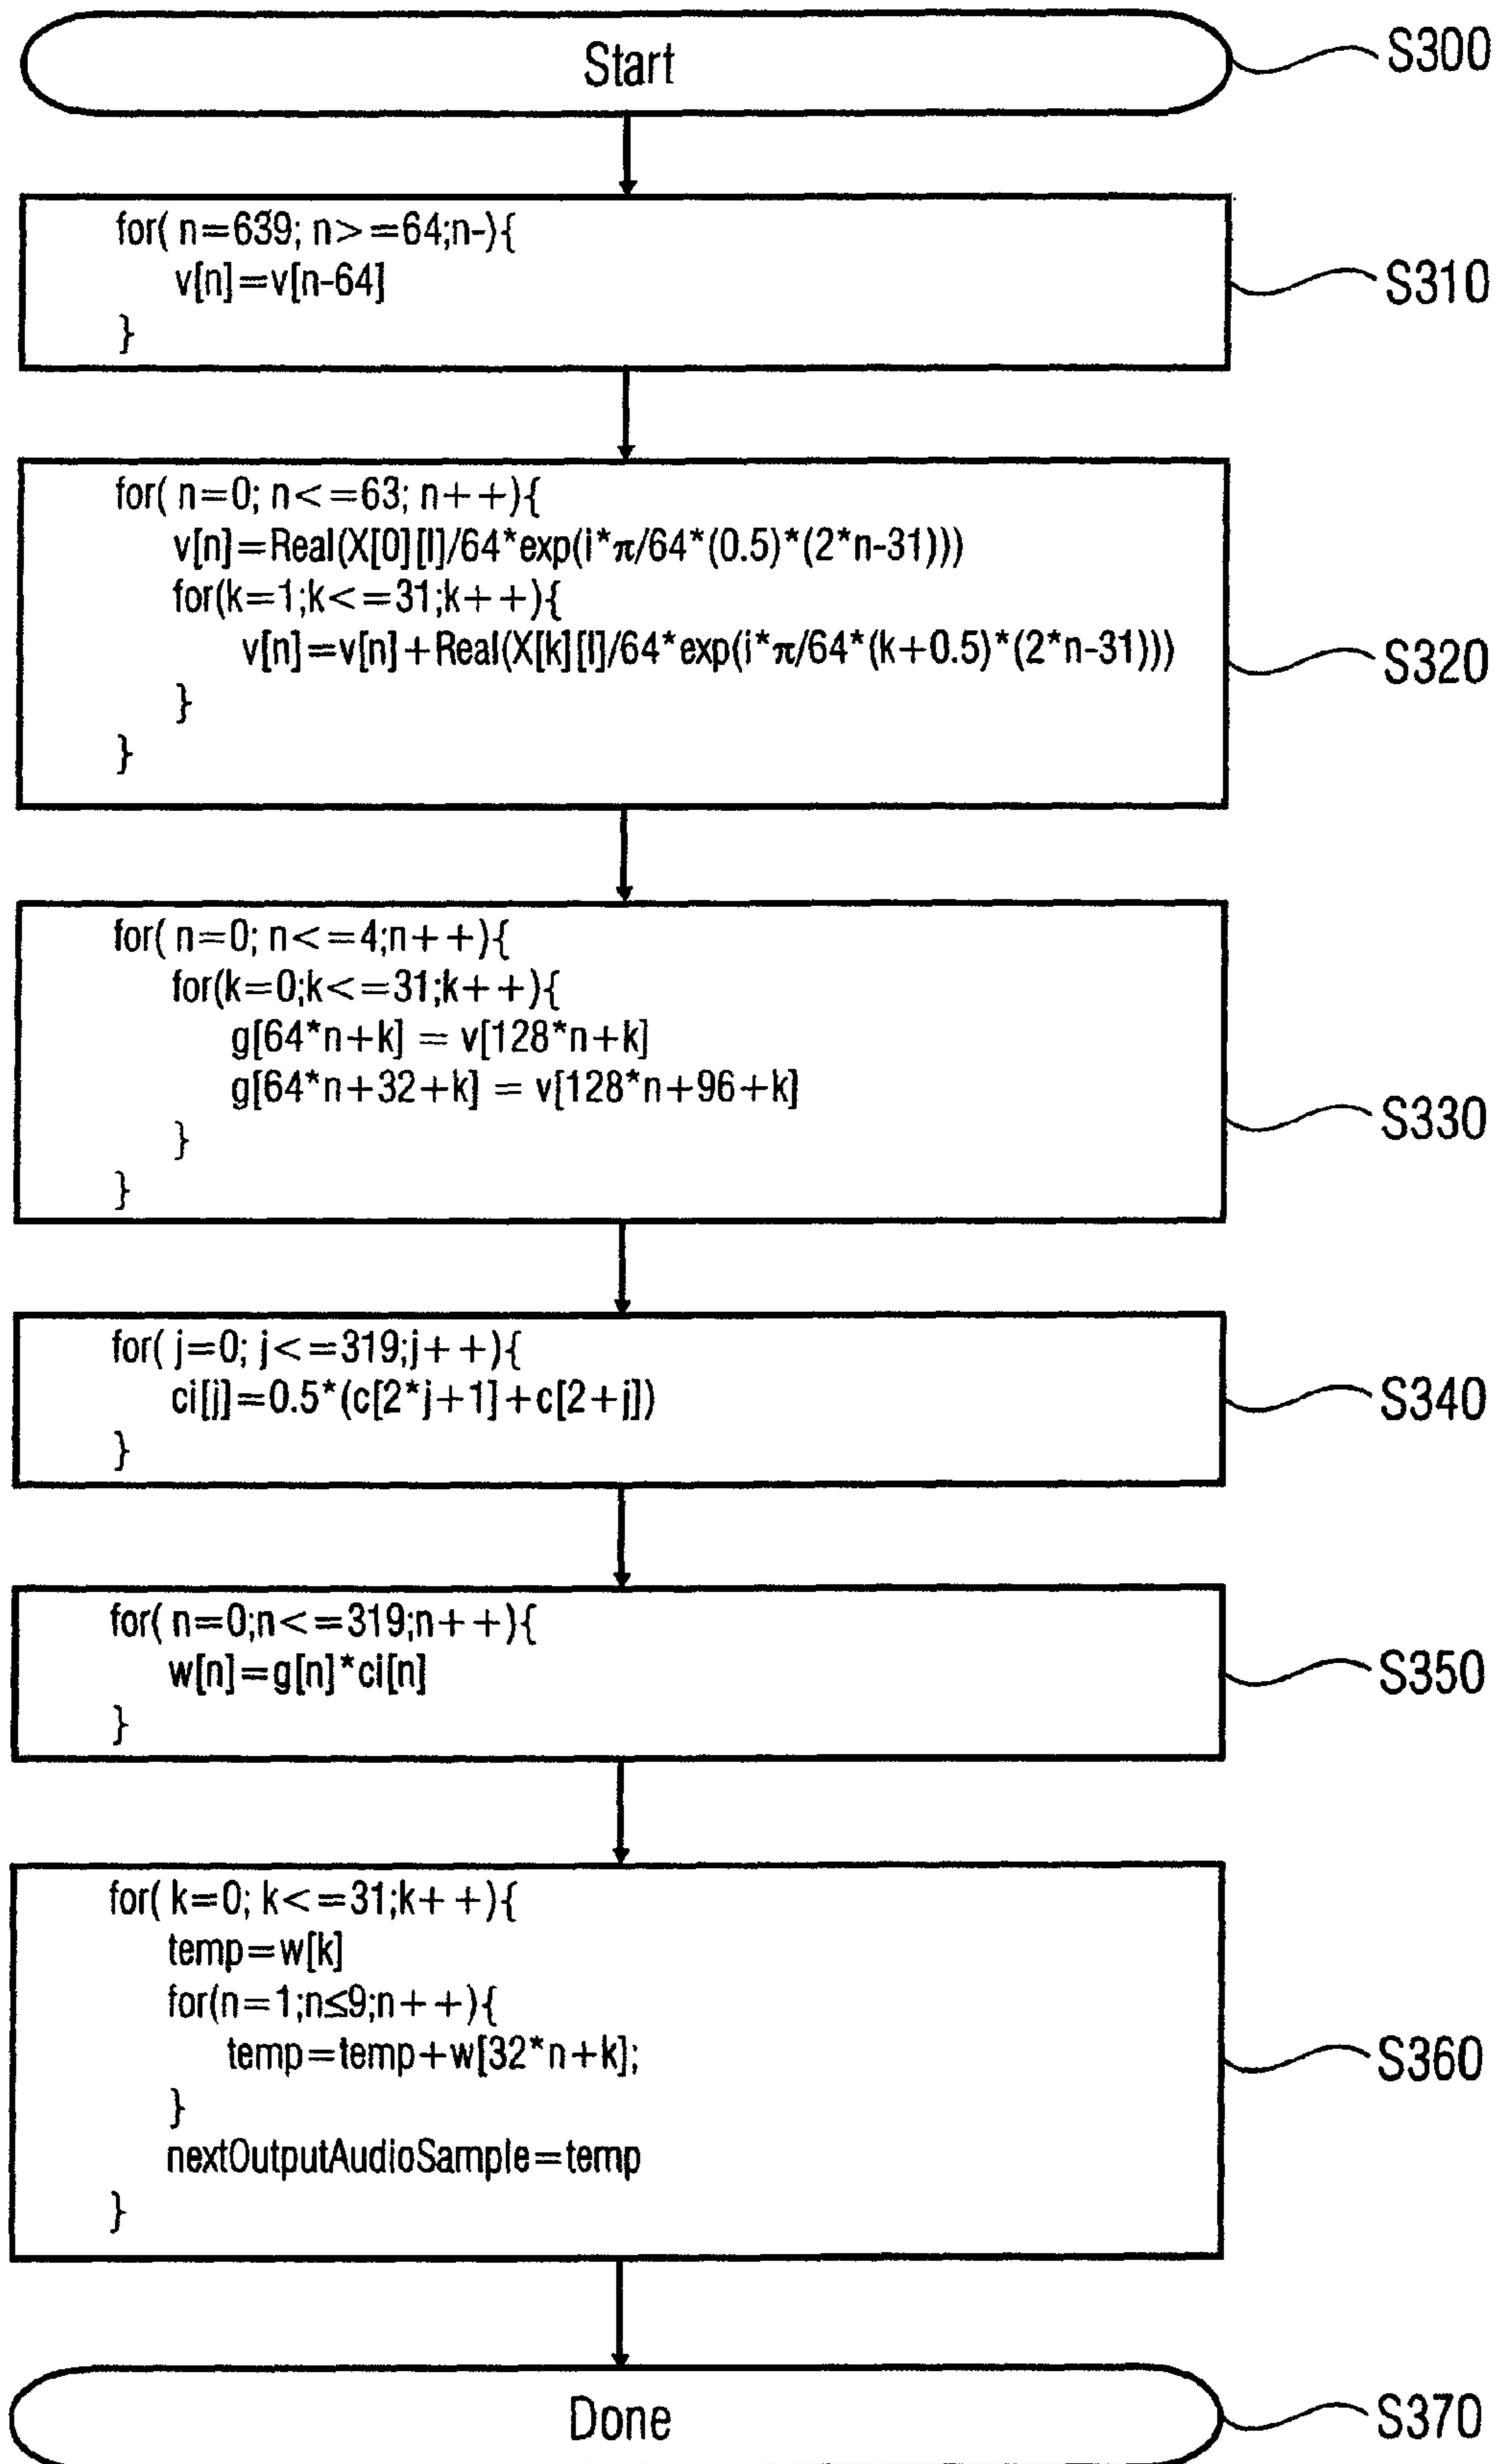 Start
S300
for( n=639; n>=64;n-){
v[n]=v[n-64]
}
S310
for( n=0; n<=63; n++){
v[n]=Real(X[0][l]/64*exp(i*π/64*(0.5)*(2*n-31)))
for(k=1;k<=31;k++){
v[n]=v[n]+Real(X[k][l]/64*exp(i*π/64*(k+0.5)*(2*n-31)))
}
}
S320
for( n=0; n<=4;n++){
for(k=0;k<=31;k++){
g[64*n+k] = v[128*n+k]
g[64*n+32+k] = v[128*n+96+k]
}
}
S330
for( j=0; j<=319;j++){
ci[j]=0.5*(c[2*j+1]+c[2+j])
}
S340
for( n=0;n<=319;n++){
w[n]=g[n]*ci[n]
}
S350
for( k=0; k<=31;k++){
temp=w[k]
for(n=1;n≤9;n++){
temp=temp+w[32*n+k];
}
nextOutputAudioSample=temp
}
S360
Done
S370